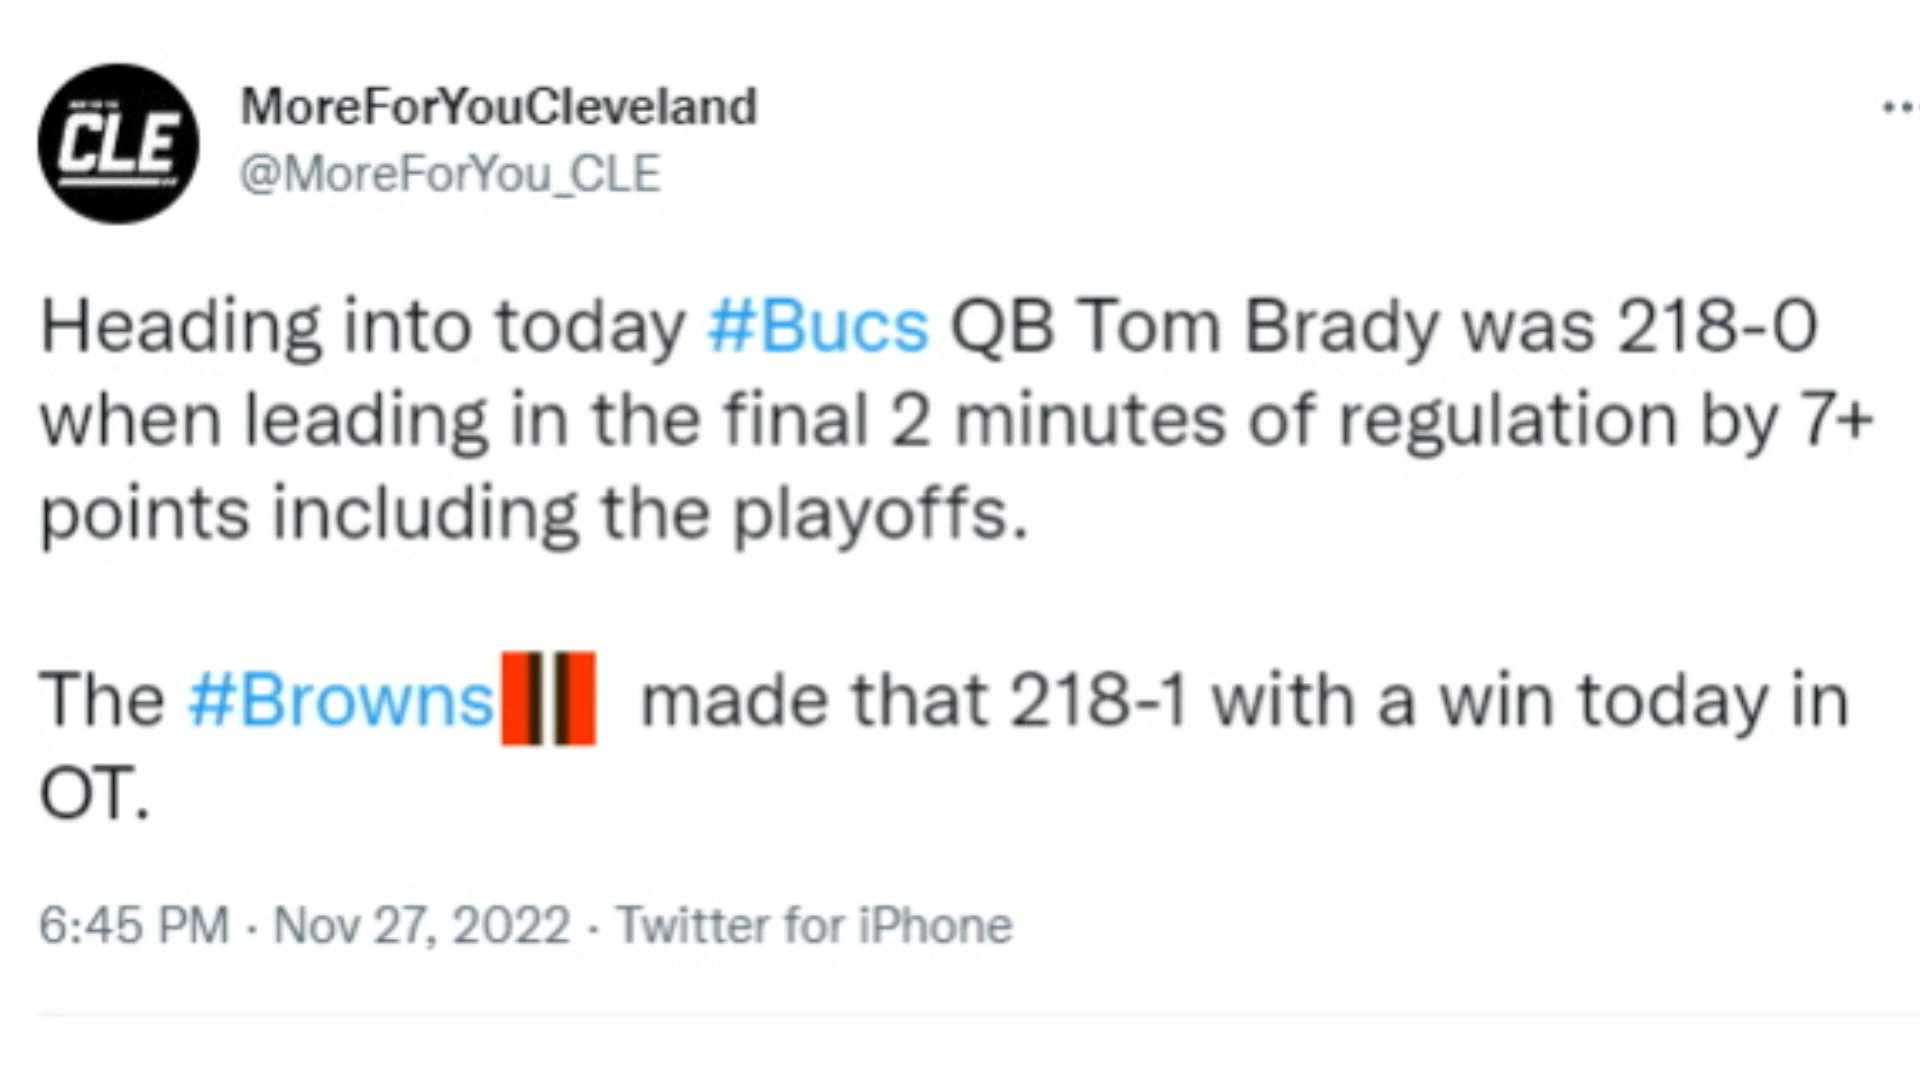 CLE
MoreForYouCleveland
@MoreForYou_CLE
Heading into today #Bucs QB Tom Brady was 218-0
when leading in the final 2 minutes of regulation by 7+
points including the playoffs.
The #Browns made that 218-1 with a win today in
OT.
6:45 PM · Nov 27, 2022 · Twitter for iPhone